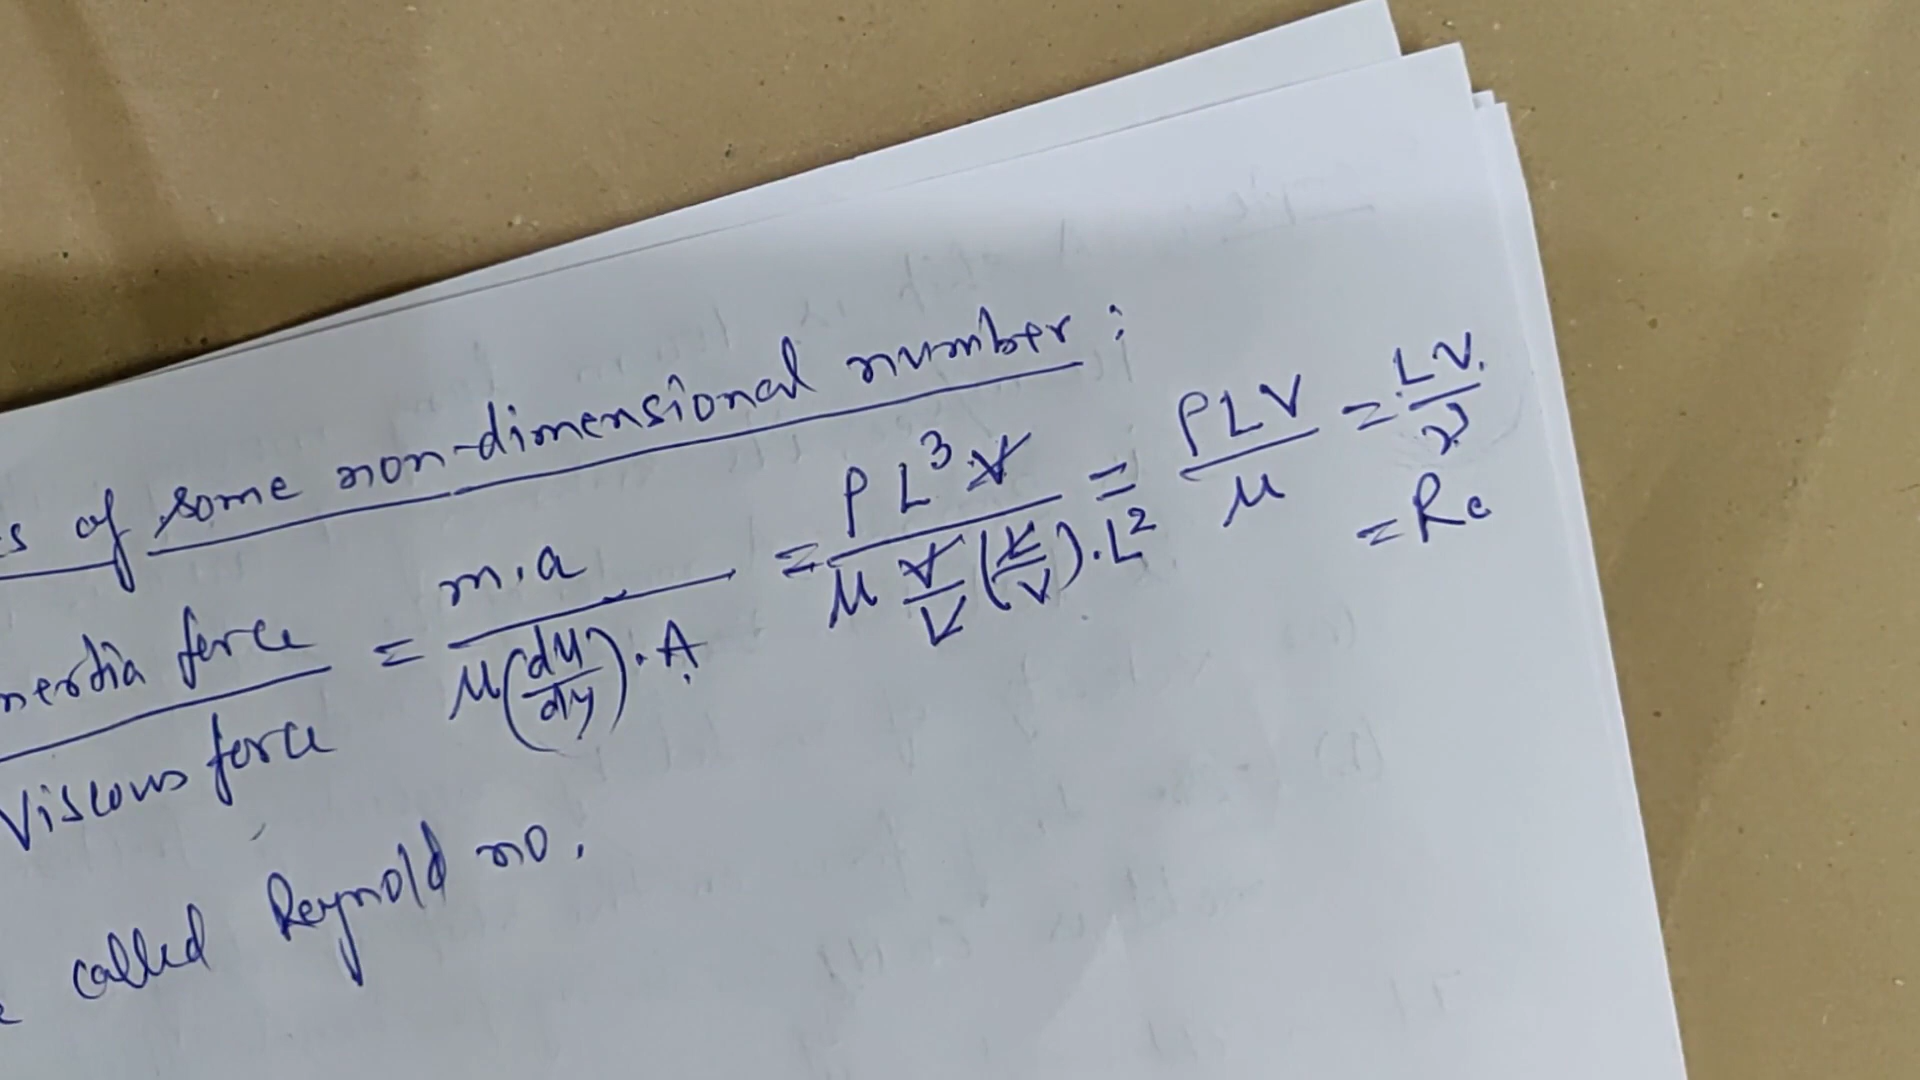 s of some non-dimensional number :
nertia force / Viscous force = m.a / μ(du/dy).A = ρL³V / μ V/L (L/V).L² = ρLV / μ = LV. / ν
= Re
called Reynold no.